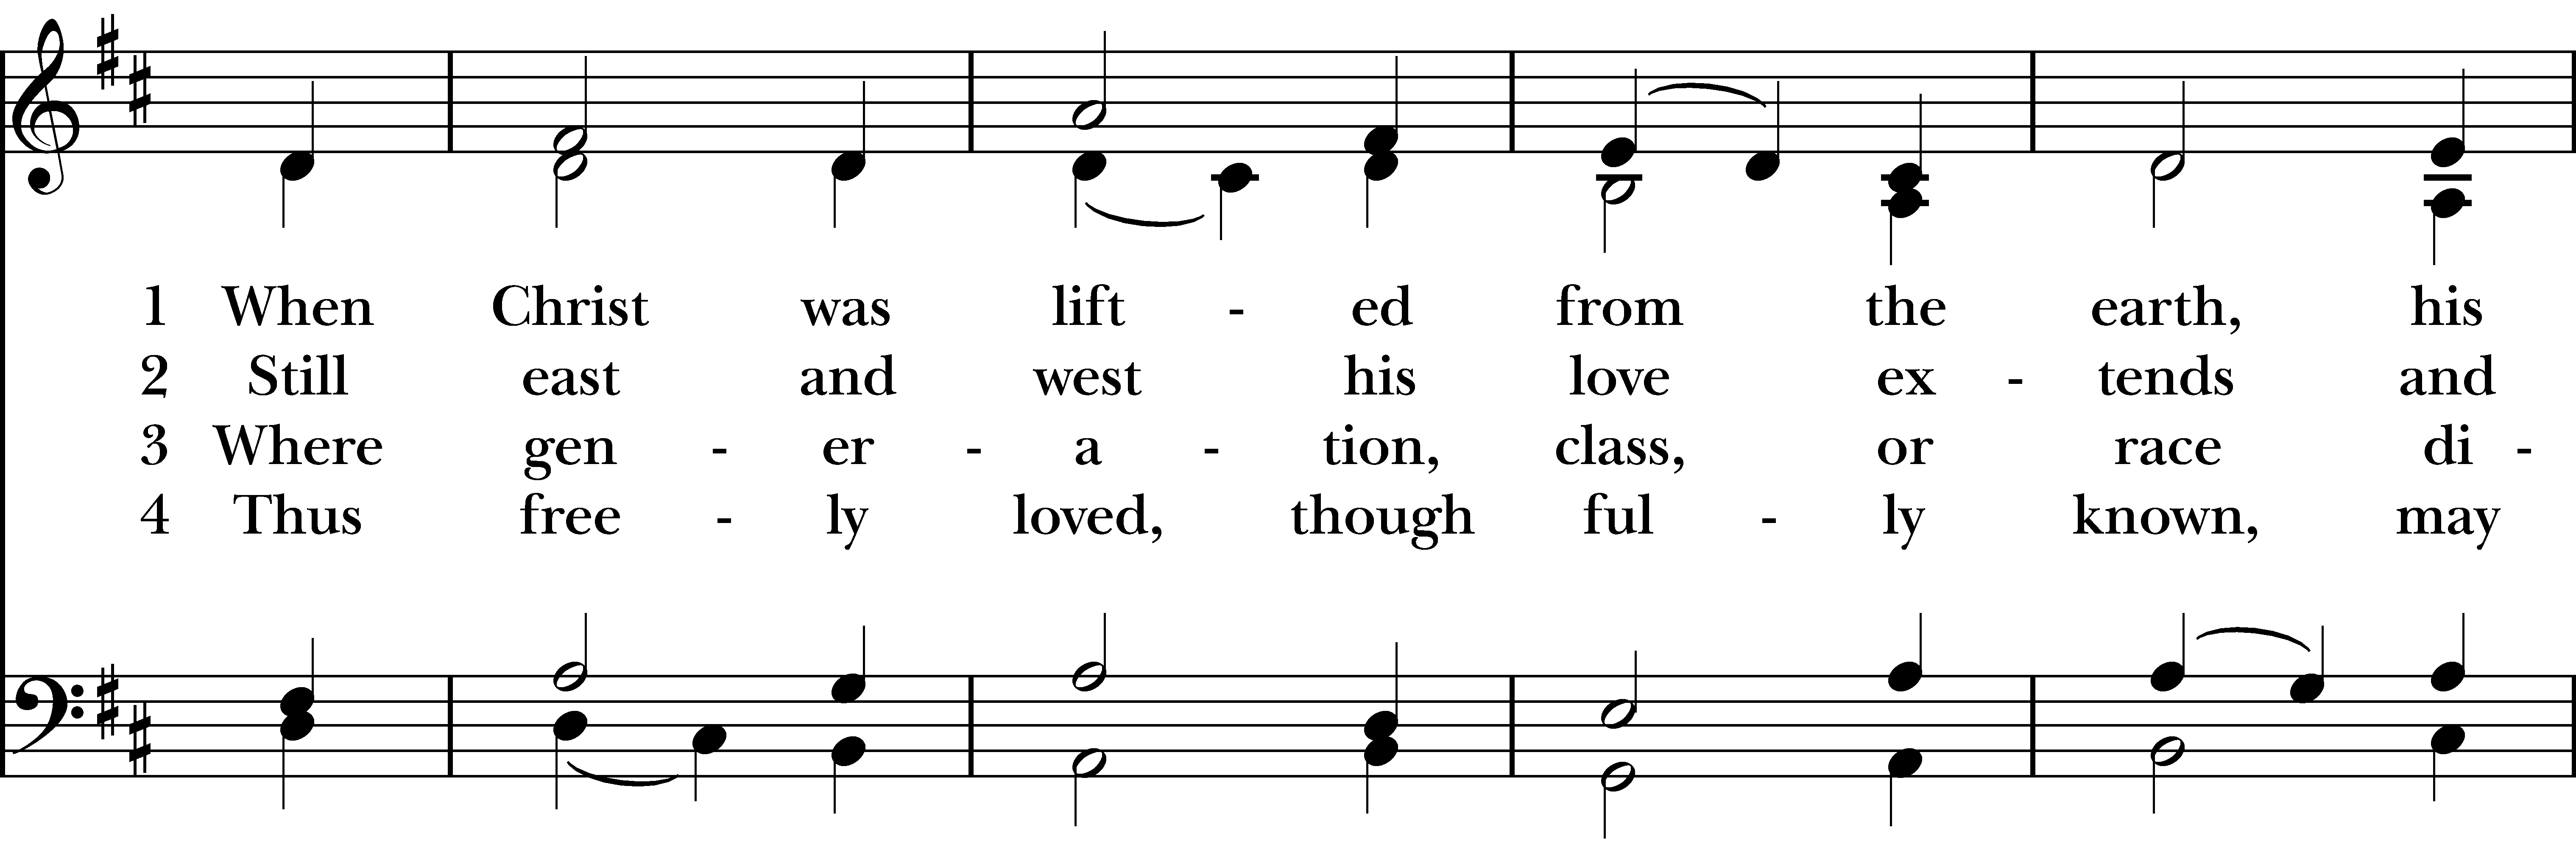 1 When Christ was lift - ed from the earth, his
2 Still east and west his love ex - tends and
3 Where gen - er - a - tion, class, or race di -
4 Thus free - ly loved, though ful - ly known, may